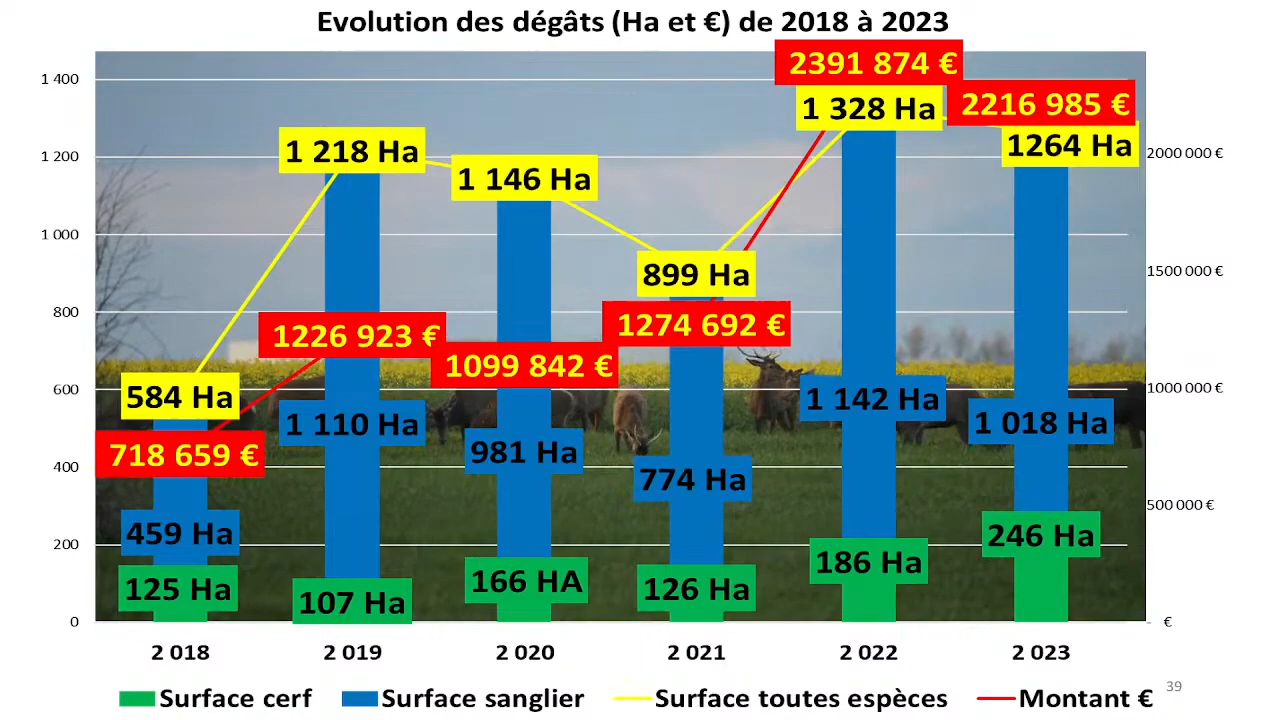 Evolution des dégâts (Ha et €) de 2018 à 2023
1 400
1 200
1 000
800
600
400
200
0
2000 000 €
1500 000 €
1000 000 €
500 000 €
- €
584 Ha
1 218 Ha
1 146 Ha
899 Ha
1 328 Ha
1264 Ha
718 659 €
1226 923 €
1099 842 €
1274 692 €
2391 874 €
2216 985 €
459 Ha
1 110 Ha
981 Ha
774 Ha
1 142 Ha
1 018 Ha
125 Ha
107 Ha
166 HA
126 Ha
186 Ha
246 Ha
2 018
2 019
2 020
2 021
2 022
2 023
Surface cerf
Surface sanglier
Surface toutes espèces
Montant €
39